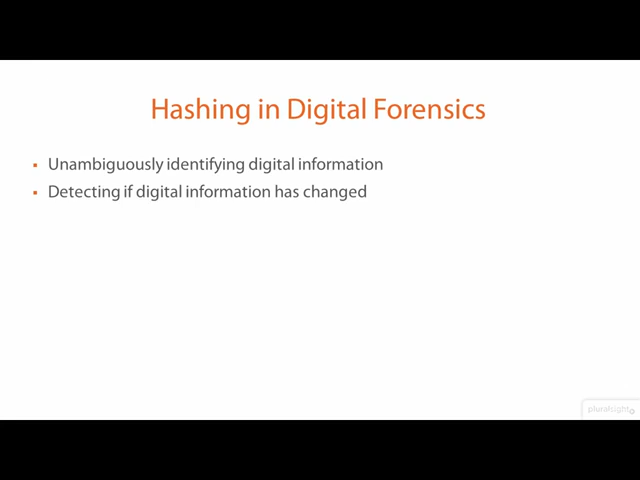 Hashing in Digital Forensics
▪ Unambiguously identifying digital information
▪ Detecting if digital information has changed
pluralsight